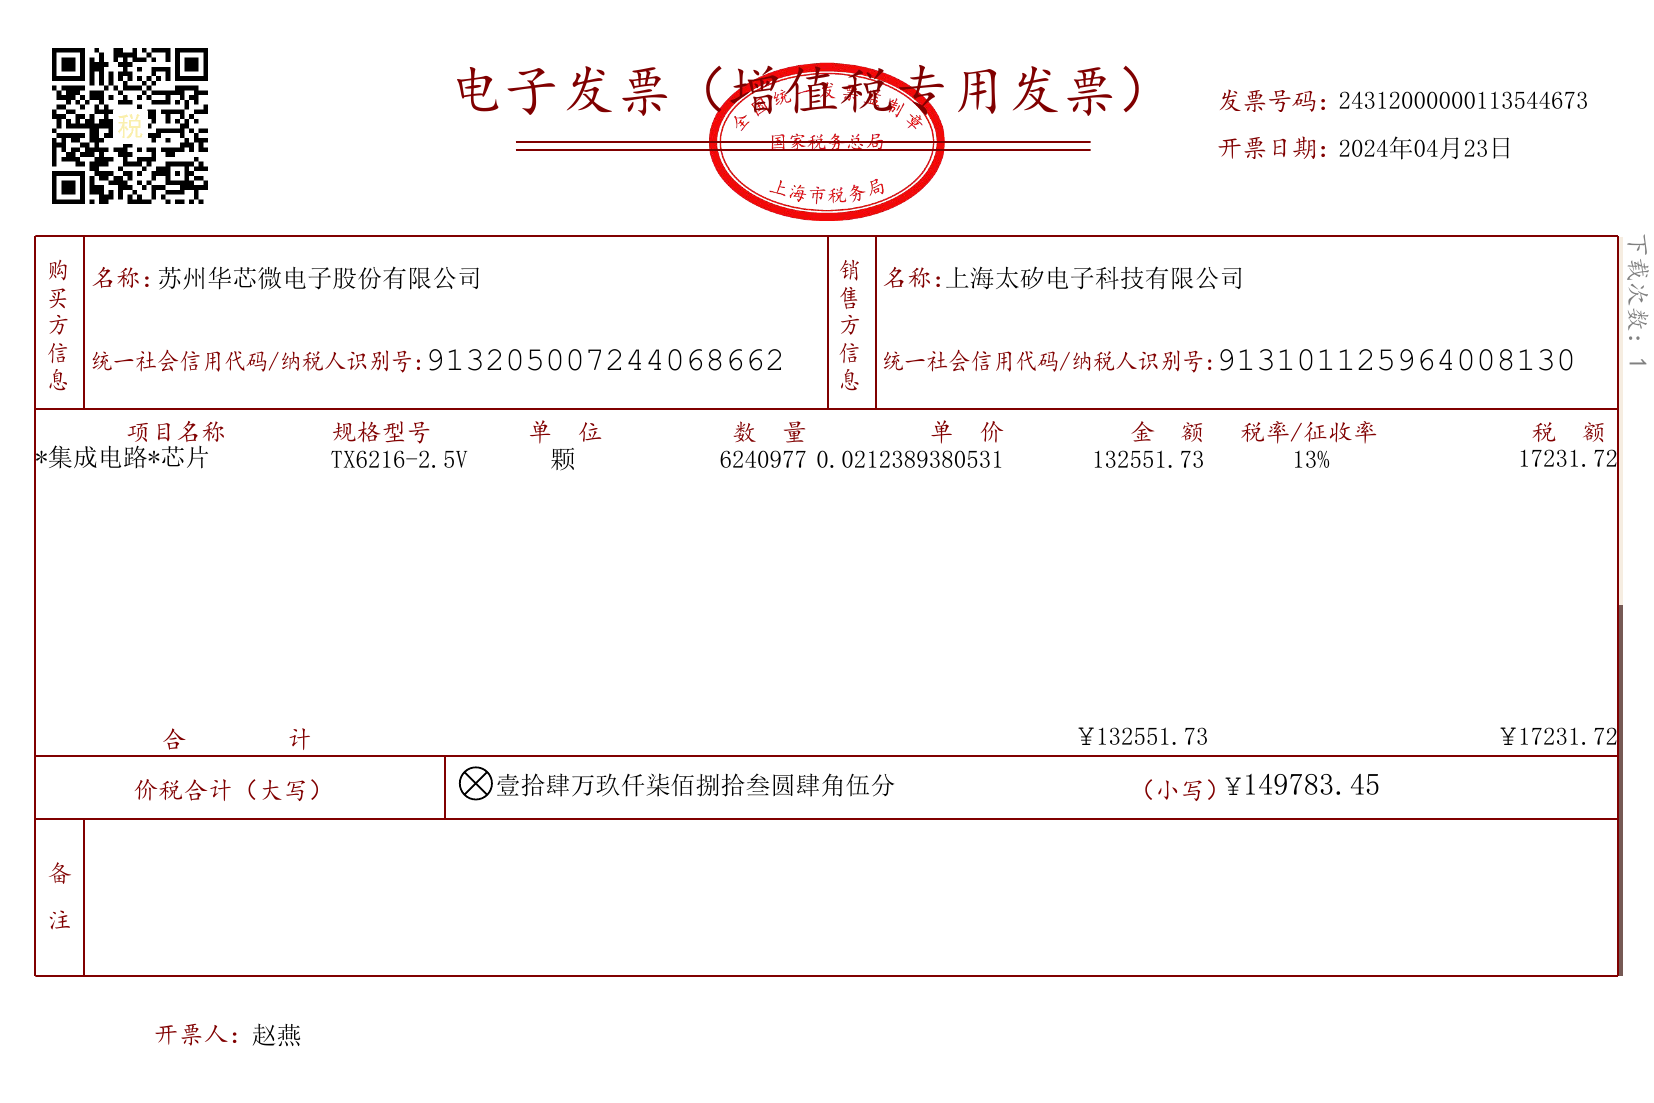 电子发票（增值税专用发票）
全国统一发票监制章
国家税务总局
上海市税务局
税
发票号码：24312000000113544673
开票日期：2024年04月23日
下载次数：1
购买方信息
名称：苏州华芯微电子股份有限公司
统一社会信用代码/纳税人识别号：913205007244068662
销售方信息
名称：上海太矽电子科技有限公司
统一社会信用代码/纳税人识别号：913101125964008130
项目名称 规格型号 单位 数量 单价 金额 税率/征收率 税额
*集成电路*芯片 TX6216-2.5V 颗 6240977 0.0212389380531 132551.73 13% 17231.72
合计 ¥132551.73 ¥17231.72
价税合计（大写） ⊗壹拾肆万玖仟柒佰捌拾叁圆肆角伍分 （小写）¥149783.45
备注
开票人：赵燕